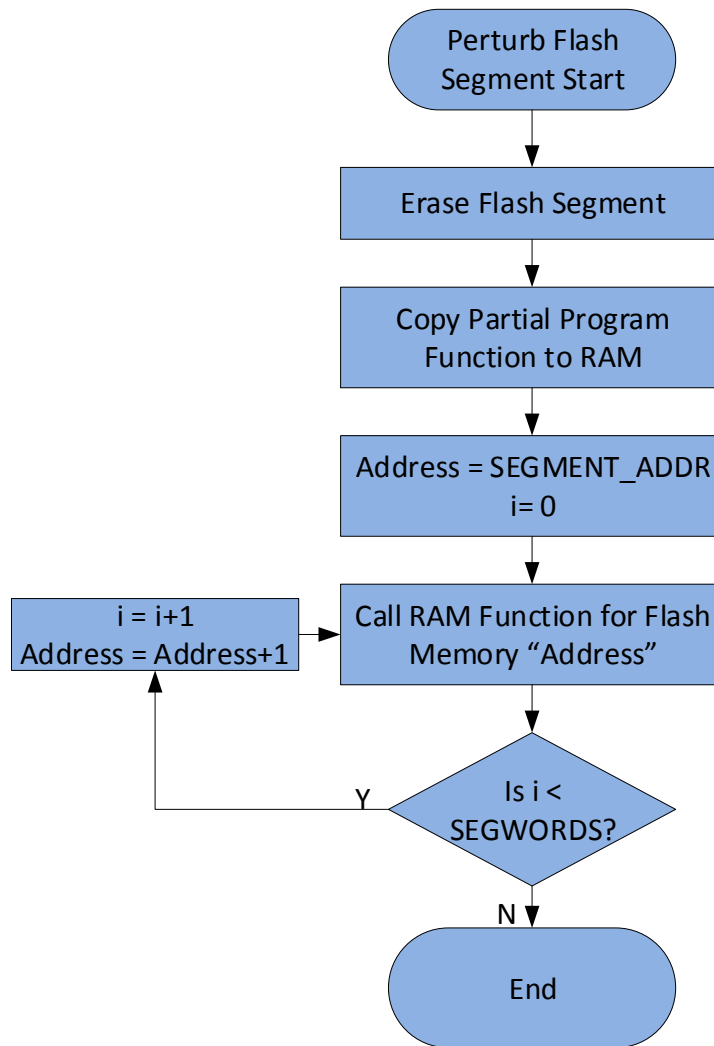 Perturb Flash
Segment Start
Erase Flash Segment
Copy Partial Program
Function to RAM
Address = SEGMENT_ADDR
i= 0
i = i+1
Address = Address+1
Call RAM Function for Flash
Memory “Address”
Is i <
SEGWORDS?
Y
N
End